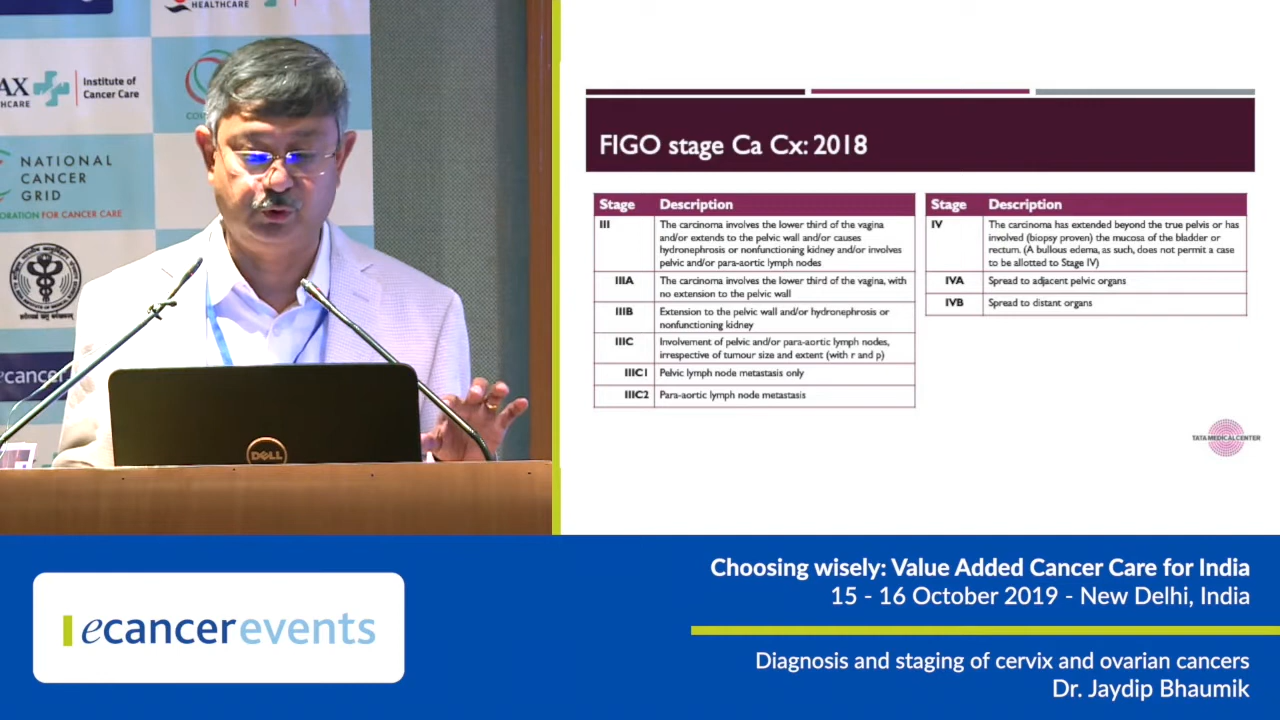 HEALTHCARE
AX
HCARE
Institute of
Cancer Care
NATIONAL
CANCER
GRID
ORATION FOR CANCER CARE
ecancer
DELL
FIGO stage Ca Cx: 2018
Stage Description
III The carcinoma involves the lower third of the vagina
and/or extends to the pelvic wall and/or causes
hydronephrosis or nonfunctioning kidney and/or involves
pelvic and/or para-aortic lymph nodes
IIIA The carcinoma involves the lower third of the vagina, with
no extension to the pelvic wall
IIIB Extension to the pelvic wall and/or hydronephrosis or
nonfunctioning kidney
IIIC Involvement of pelvic and/or para-aortic lymph nodes,
irrespective of tumour size and extent (with r and p)
IIIC1 Pelvic lymph node metastasis only
IIIC2 Para-aortic lymph node metastasis
Stage Description
IV The carcinoma has extended beyond the true pelvis or has
involved (biopsy proven) the mucosa of the bladder or
rectum. (A bullous edema, as such, does not permit a case
to be allotted to Stage IV)
IVA Spread to adjacent pelvic organs
IVB Spread to distant organs
TATA MEDICAL CENTER
ecancerevents
Choosing wisely: Value Added Cancer Care for India
15 - 16 October 2019 - New Delhi, India
Diagnosis and staging of cervix and ovarian cancers
Dr. Jaydip Bhaumik